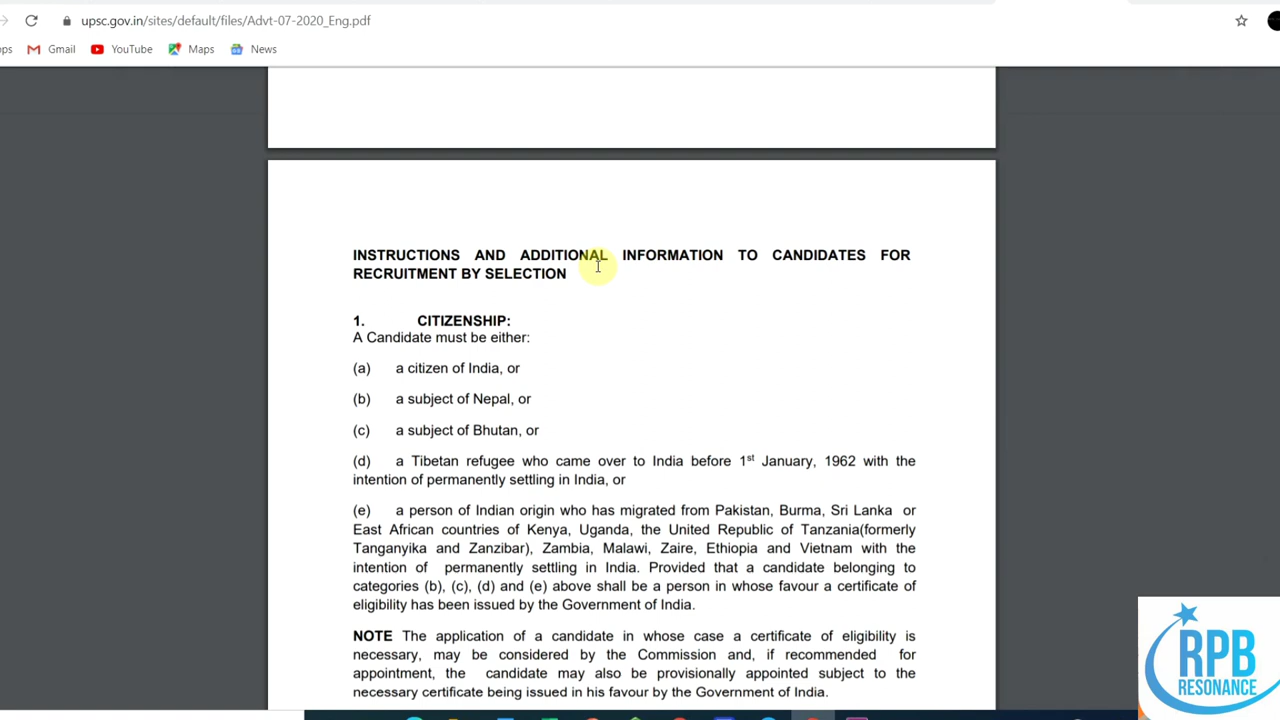 upsc.gov.in/sites/default/files/Advt-07-2020_Eng.pdf
Gmail YouTube Maps News
INSTRUCTIONS AND ADDITIONAL INFORMATION TO CANDIDATES FOR
RECRUITMENT BY SELECTION
1. CITIZENSHIP:
A Candidate must be either:
(a) a citizen of India, or
(b) a subject of Nepal, or
(c) a subject of Bhutan, or
(d) a Tibetan refugee who came over to India before 1st January, 1962 with the
intention of permanently settling in India, or
(e) a person of Indian origin who has migrated from Pakistan, Burma, Sri Lanka or
East African countries of Kenya, Uganda, the United Republic of Tanzania(formerly
Tanganyika and Zanzibar), Zambia, Malawi, Zaire, Ethiopia and Vietnam with the
intention of permanently settling in India. Provided that a candidate belonging to
categories (b), (c), (d) and (e) above shall be a person in whose favour a certificate of
eligibility has been issued by the Government of India.
NOTE The application of a candidate in whose case a certificate of eligibility is
necessary, may be considered by the Commission and, if recommended for
appointment, the candidate may also be provisionally appointed subject to the
necessary certificate being issued in his favour by the Government of India.
RPB
RESONANCE